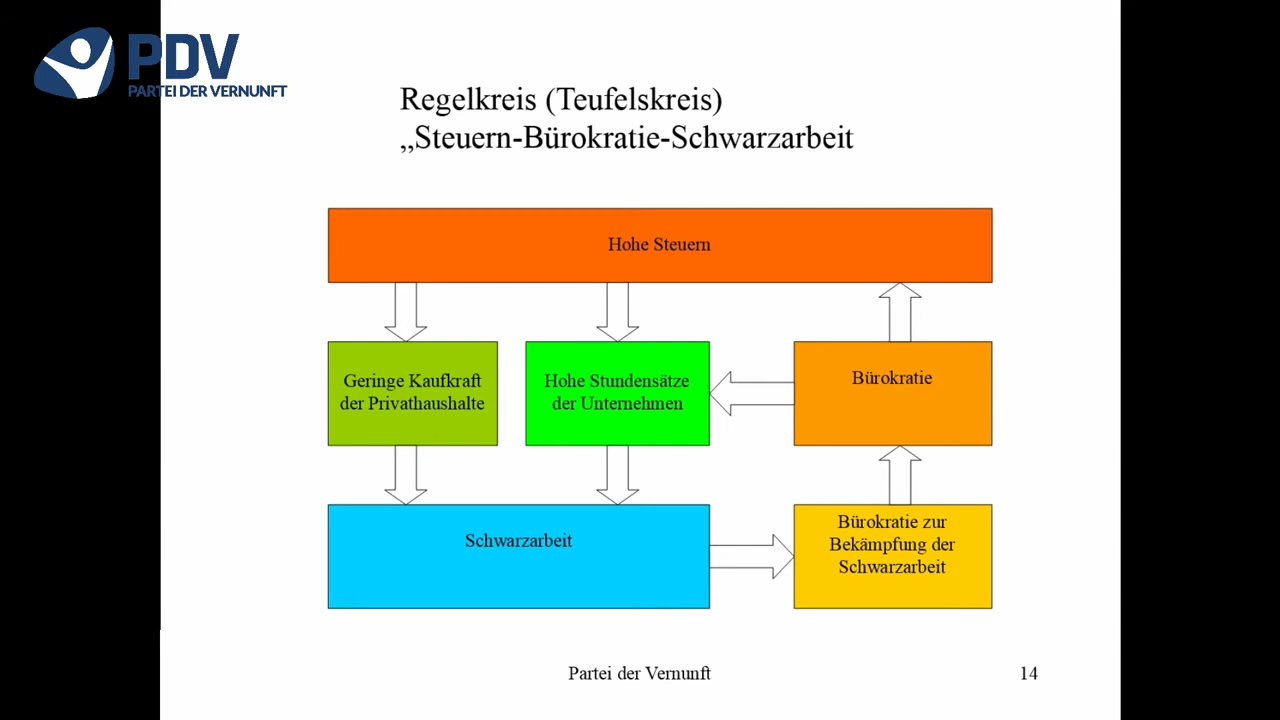 PDV
PARTEI DER VERNUNFT
Regelkreis (Teufelskreis)
„Steuern-Bürokratie-Schwarzarbeit
Hohe Steuern
Geringe Kaufkraft
der Privathaushalte
Hohe Stundensätze
der Unternehmen
Bürokratie
Schwarzarbeit
Bürokratie zur
Bekämpfung der
Schwarzarbeit
Partei der Vernunft
14